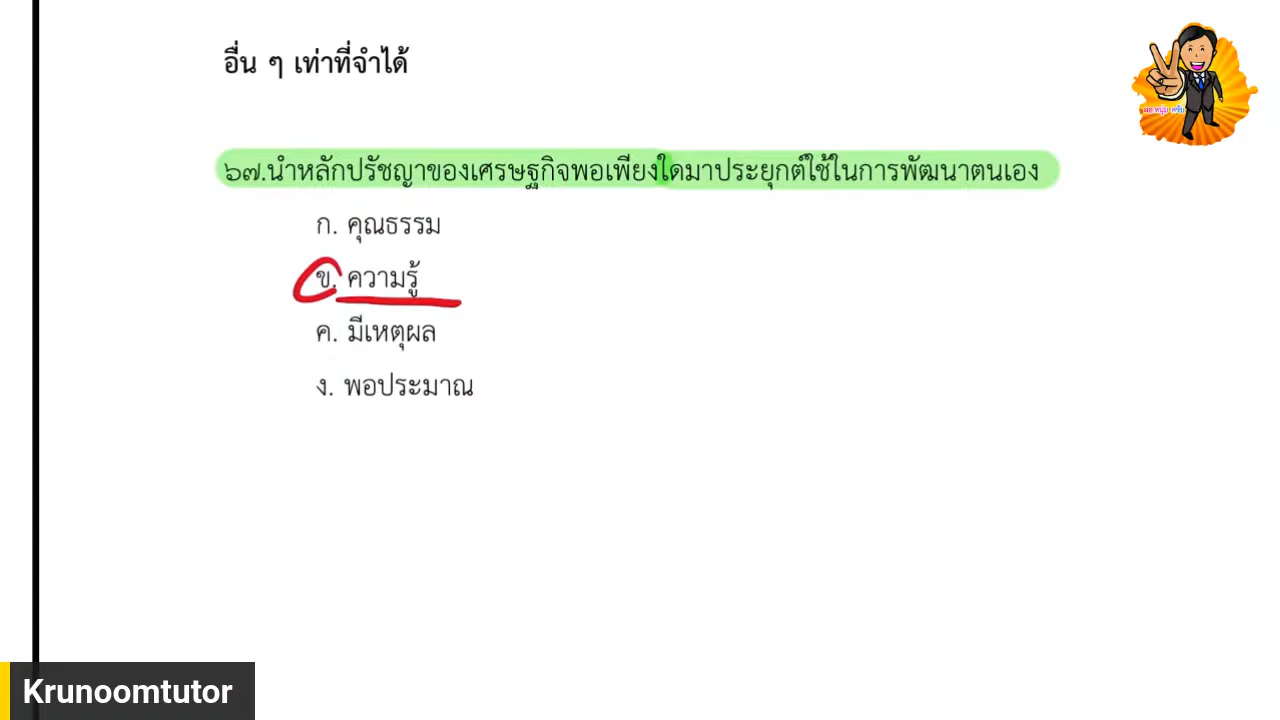 อื่น ๆ เท่าที่จำได้
๖๗.นำหลักปรัชญาของเศรษฐกิจพอเพียงใดมาประยุกต์ใช้ในการพัฒนาตนเอง
ก. คุณธรรม
ข. ความรู้
ค. มีเหตุผล
ง. พอประมาณ
Krunoomtutor